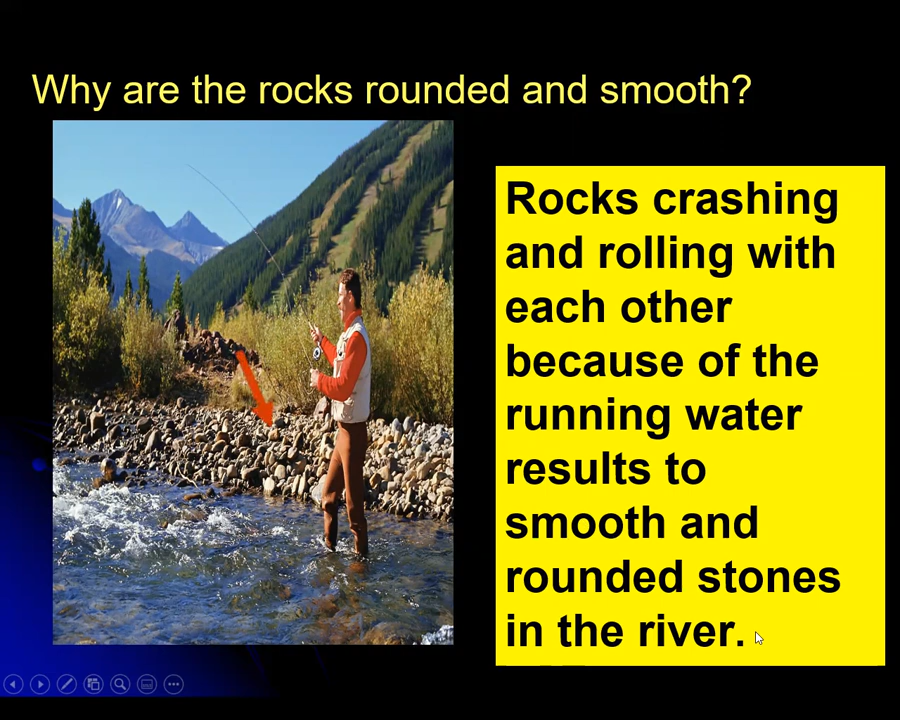 Why are the rocks rounded and smooth?
Rocks crashing
and rolling with
each other
because of the
running water
results to
smooth and
rounded stones
in the river.